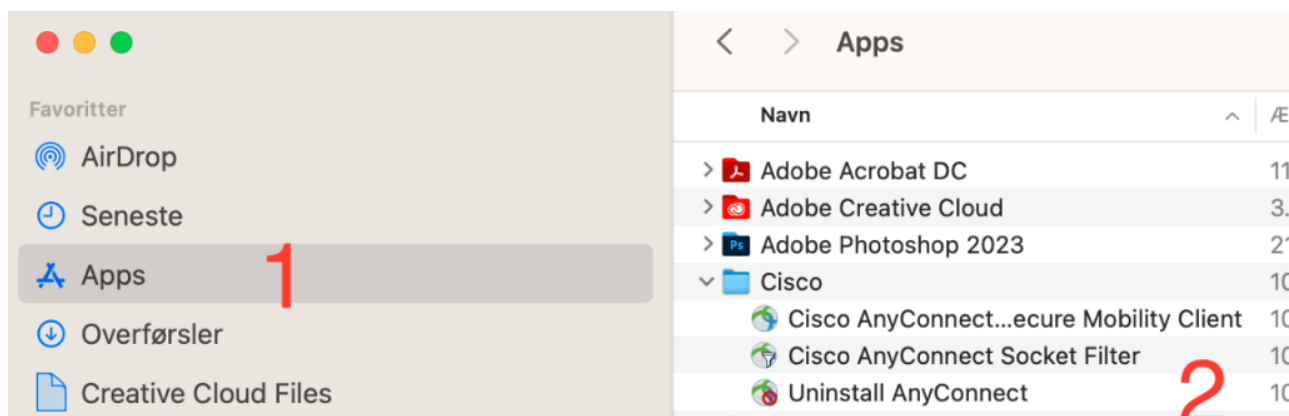 Favoritter
AirDrop
Seneste
Apps
1
Overførsler
Creative Cloud Files
Apps
Navn
Adobe Acrobat DC
Adobe Creative Cloud
Adobe Photoshop 2023
Cisco
Cisco AnyConnect...ecure Mobility Client
Cisco AnyConnect Socket Filter
Uninstall AnyConnect
2